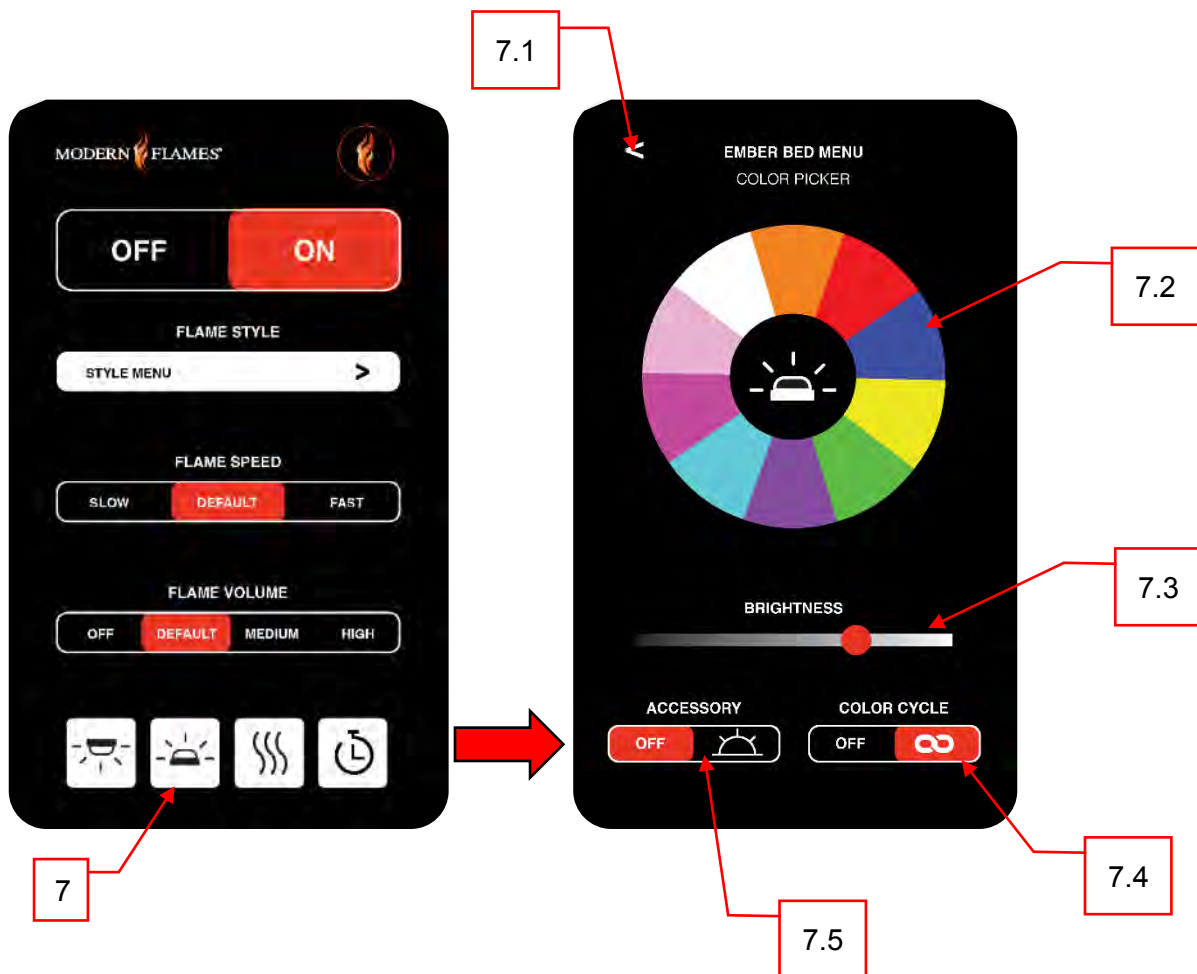 7.1
MODERN FLAMES®
OFF ON
FLAME STYLE
STYLE MENU >
FLAME SPEED
SLOW DEFAULT FAST
FLAME VOLUME
OFF DEFAULT MEDIUM HIGH
7
<
EMBER BED MENU
COLOR PICKER
7.2
BRIGHTNESS
7.3
ACCESSORY COLOR CYCLE
OFF OFF
7.4
7.5